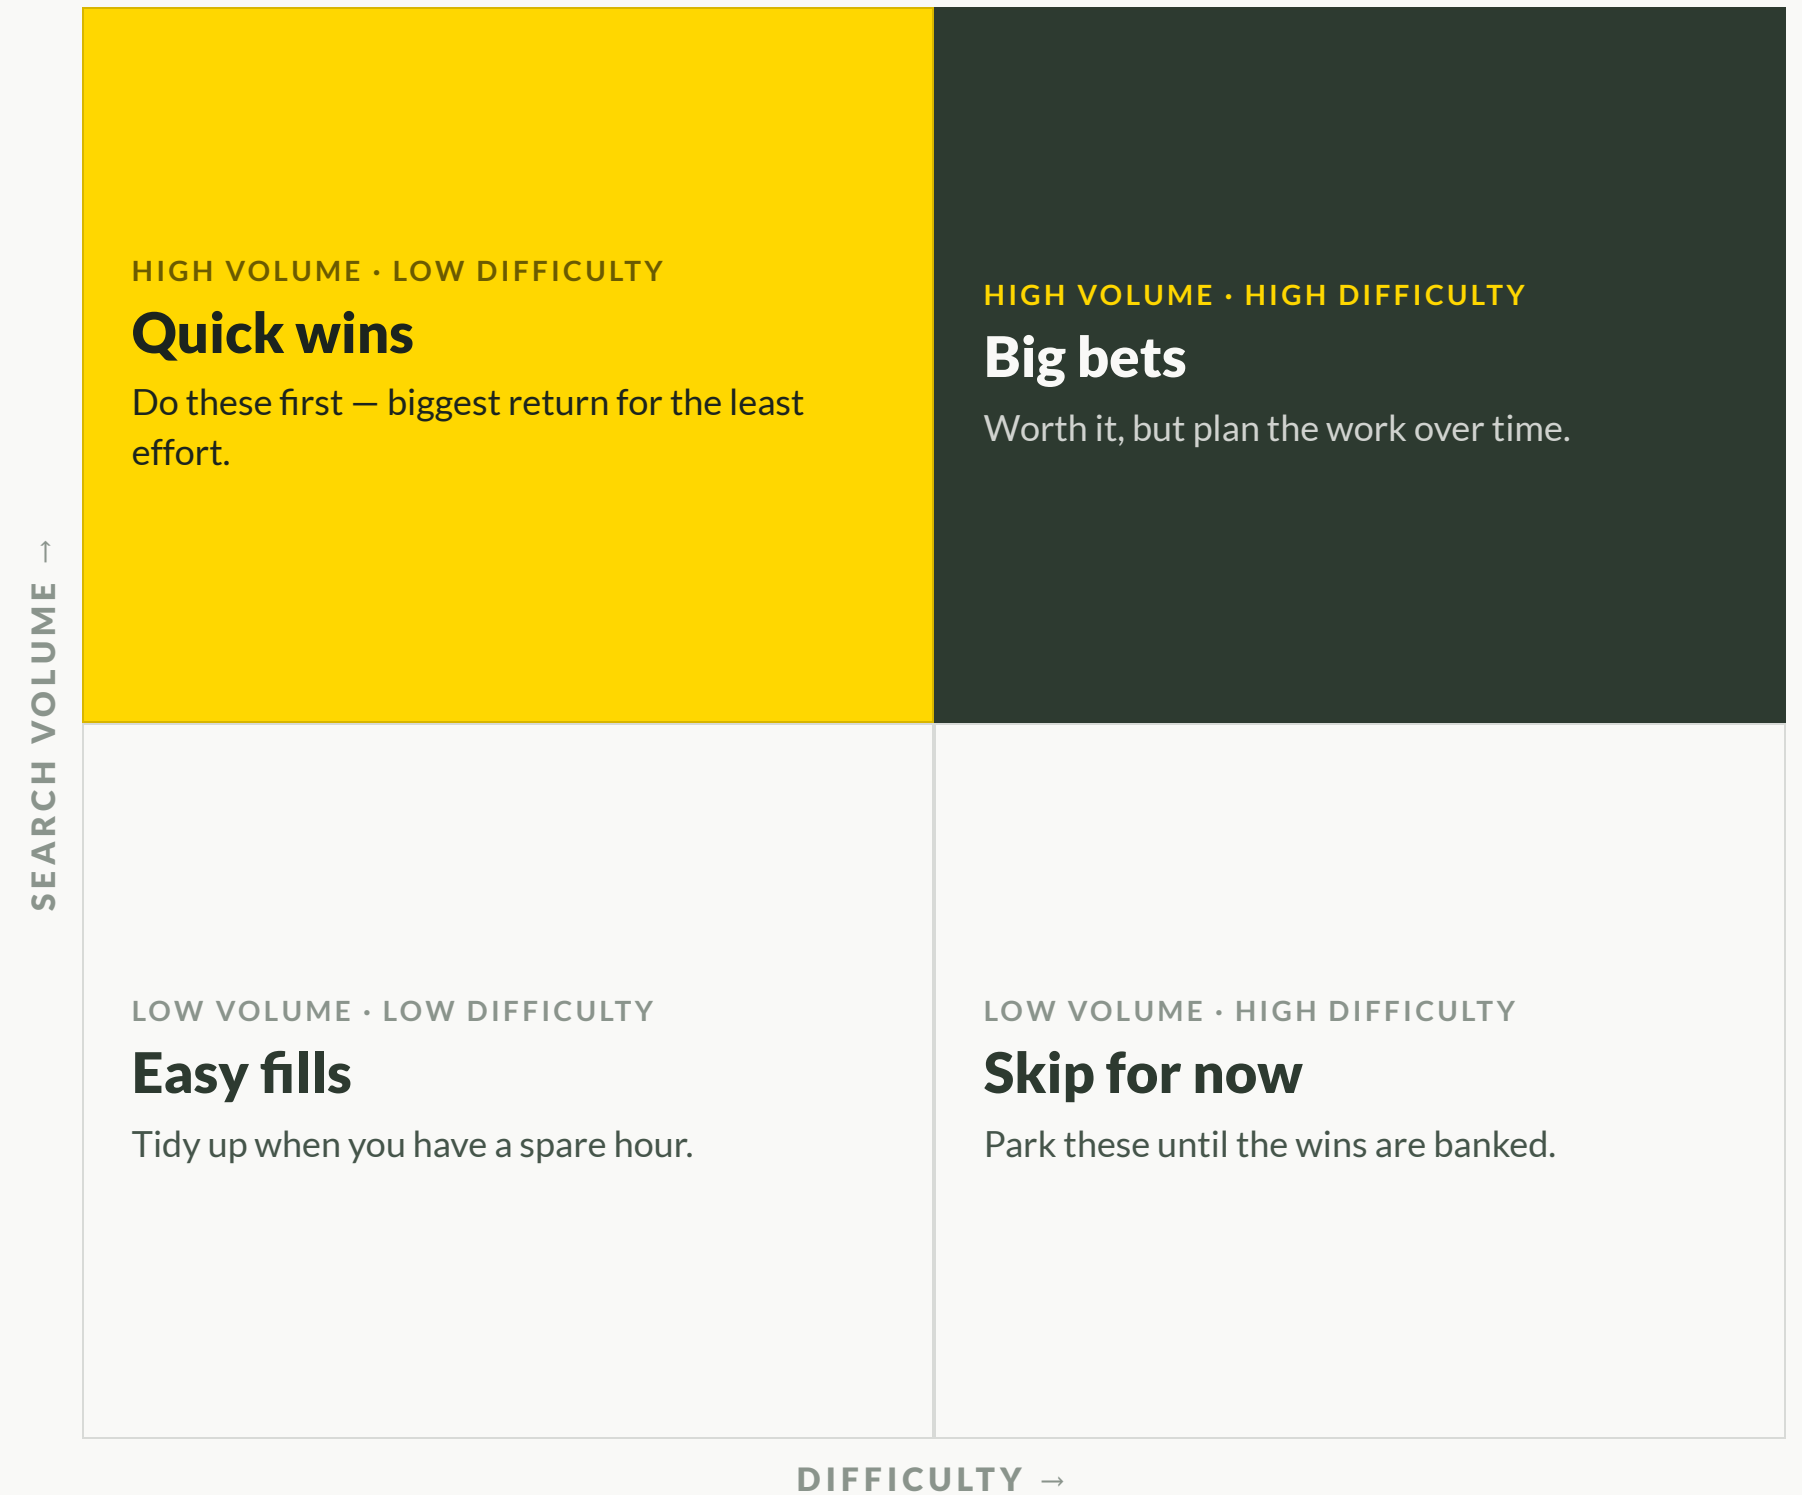 HIGH VOLUME · LOW DIFFICULTY
Quick wins
Do these first — biggest return for the least
effort.
HIGH VOLUME · HIGH DIFFICULTY
Big bets
Worth it, but plan the work over time.
SEARCH VOLUME →
LOW VOLUME · LOW DIFFICULTY
Easy fills
Tidy up when you have a spare hour.
LOW VOLUME · HIGH DIFFICULTY
Skip for now
Park these until the wins are banked.
DIFFICULTY →